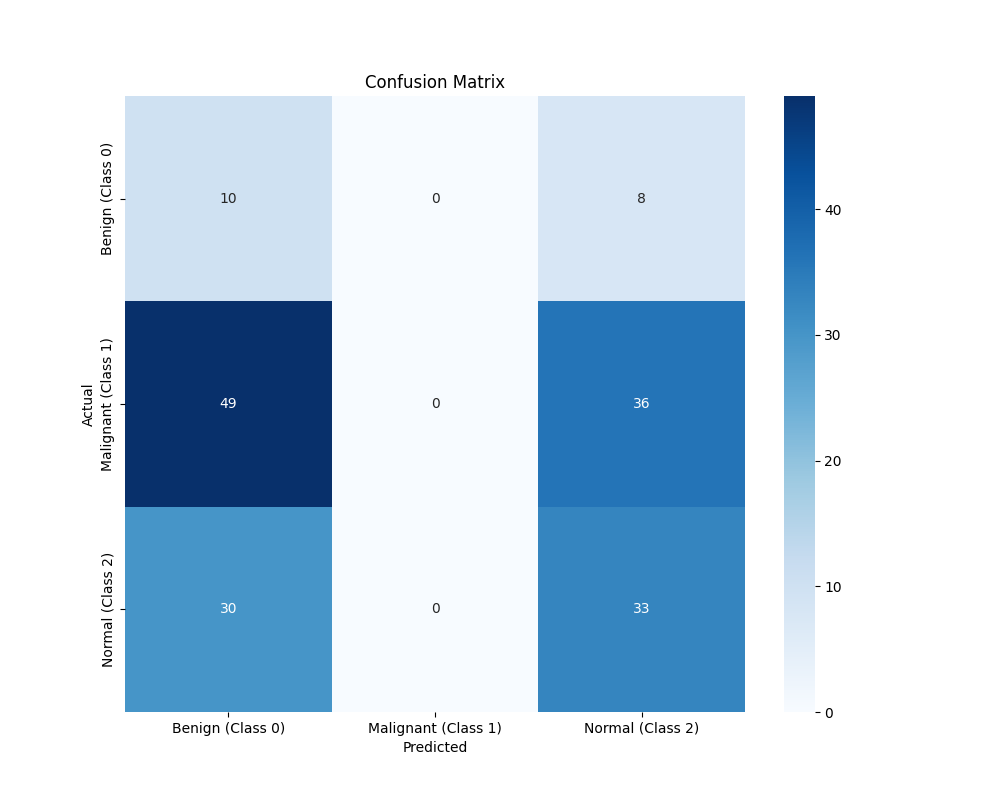 Confusion Matrix
Actual
Benign (Class 0)
10
0
8
Malignant (Class 1)
49
0
36
Normal (Class 2)
30
0
33
Benign (Class 0)
Malignant (Class 1)
Normal (Class 2)
Predicted
40
30
20
10
0